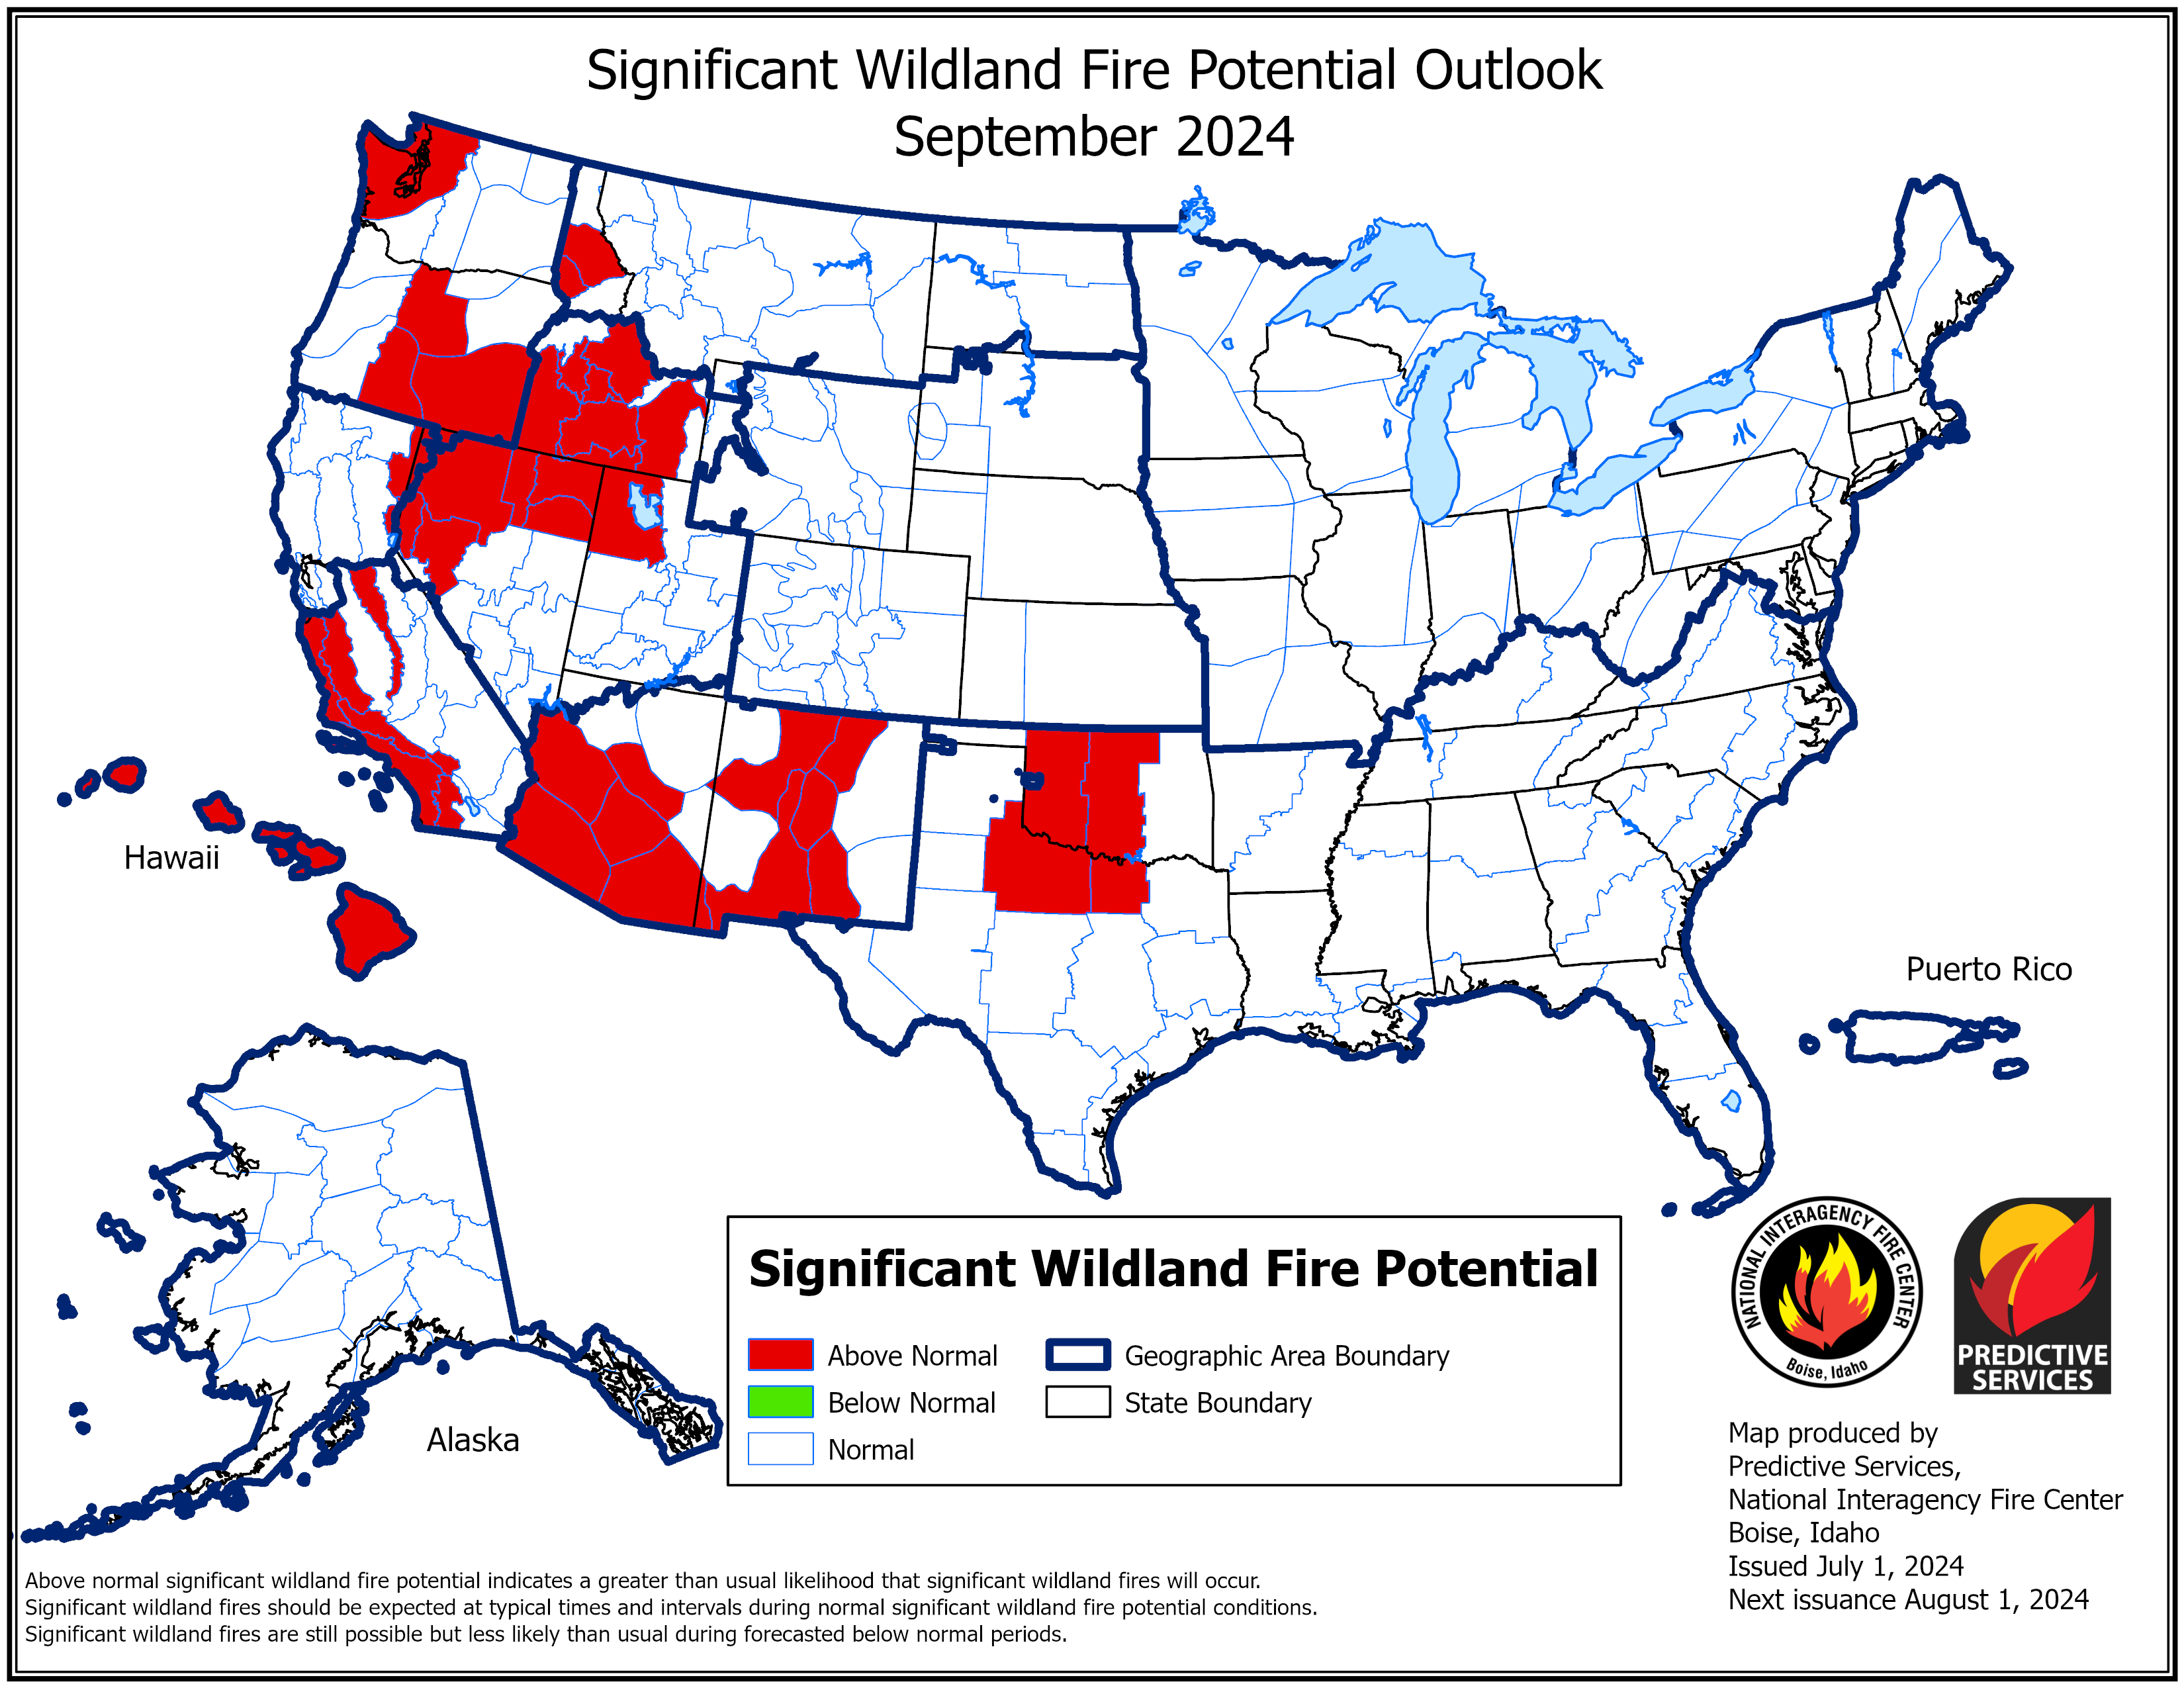 Significant Wildland Fire Potential Outlook
September 2024
Hawaii
Puerto Rico
Alaska
Significant Wildland Fire Potential
Above Normal
Geographic Area Boundary
Below Normal
State Boundary
Normal
NATIONAL INTERAGENCY FIRE CENTER
Boise, Idaho
PREDICTIVE
SERVICES
Map produced by
Predictive Services,
National Interagency Fire Center
Boise, Idaho
Issued July 1, 2024
Next issuance August 1, 2024
Above normal significant wildland fire potential indicates a greater than usual likelihood that significant wildland fires will occur.
Significant wildland fires should be expected at typical times and intervals during normal significant wildland fire potential conditions.
Significant wildland fires are still possible but less likely than usual during forecasted below normal periods.